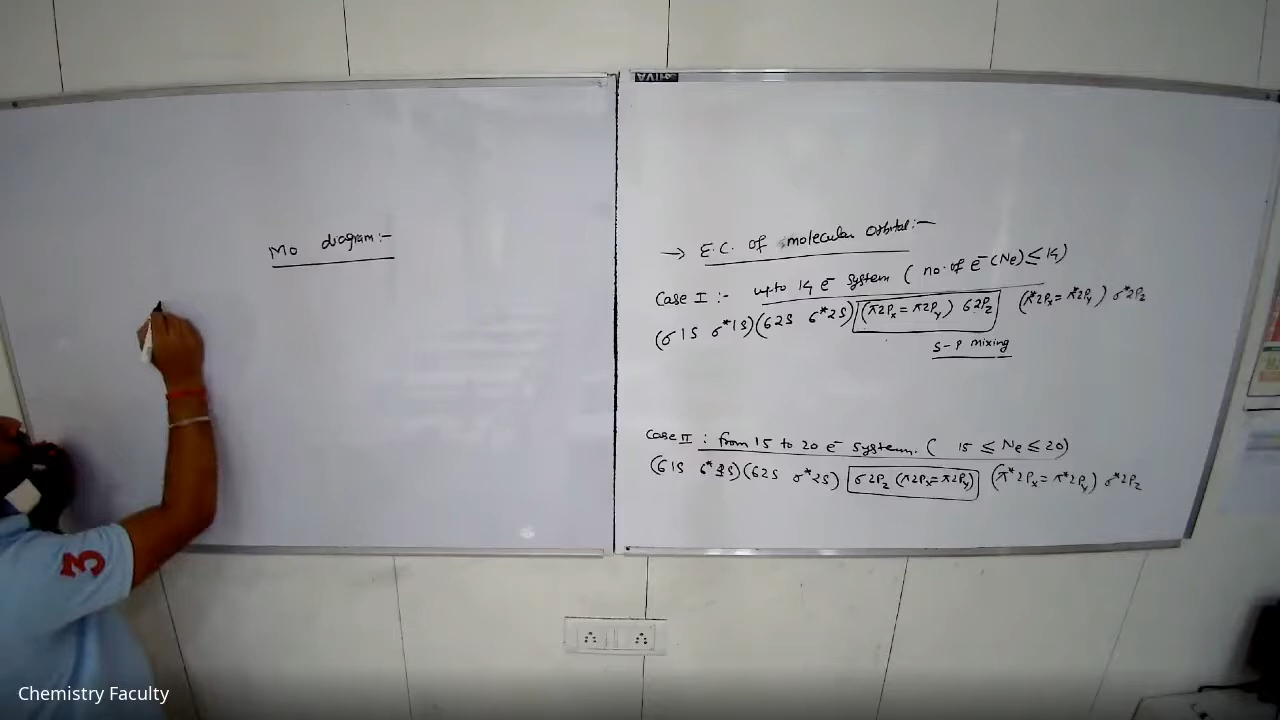 Mo diagram:-
→ E.C. of molecular orbital:-
Case I :- upto 14 e⁻ system ( no. of e⁻ (Ne) ≤ 14)
(σ1S σ*1S)(σ2S σ*2S) (π2Px = π2Py) σ2Pz (π*2Px = π*2Py) σ*2Pz
S-P mixing
Case II : from 15 to 20 e⁻ system. ( 15 ≤ Ne ≤ 20)
(σ1S σ*1S)(σ2S σ*2S) σ2Pz (π2Px = π2Py) (π*2Px = π*2Py) σ*2Pz
3
Chemistry Faculty